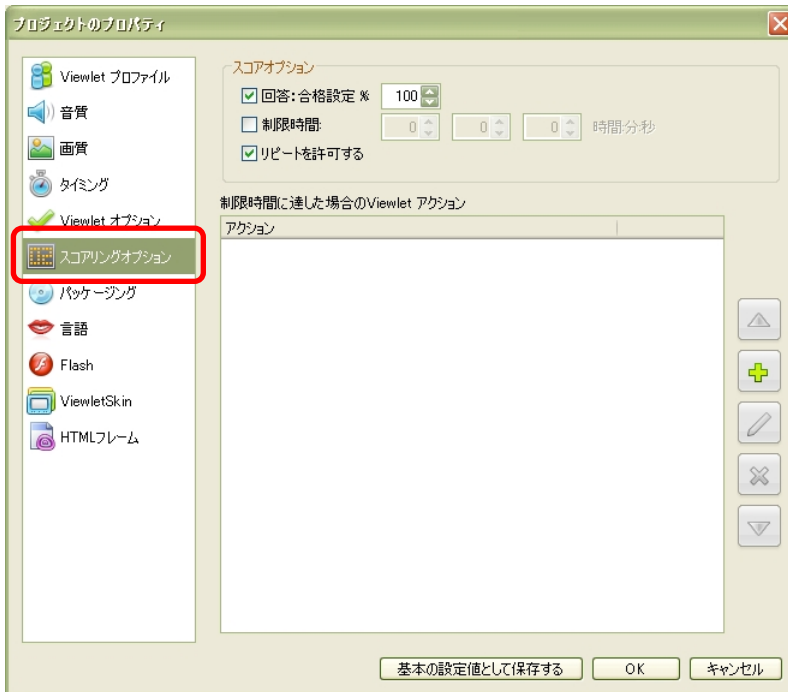 プロジェクトのプロパティ
Viewlet プロファイル
音質
画質
タイミング
Viewlet オプション
スコアリングオプション
パッケージング
言語
Flash
ViewletSkin
HTMLフレーム
スコアオプション
回答:合格設定 % 100
制限時間: 0 0 0 時間:分:秒
リピートを許可する
制限時間に達した場合のViewlet アクション
アクション
基本の設定値として保存する OK キャンセル